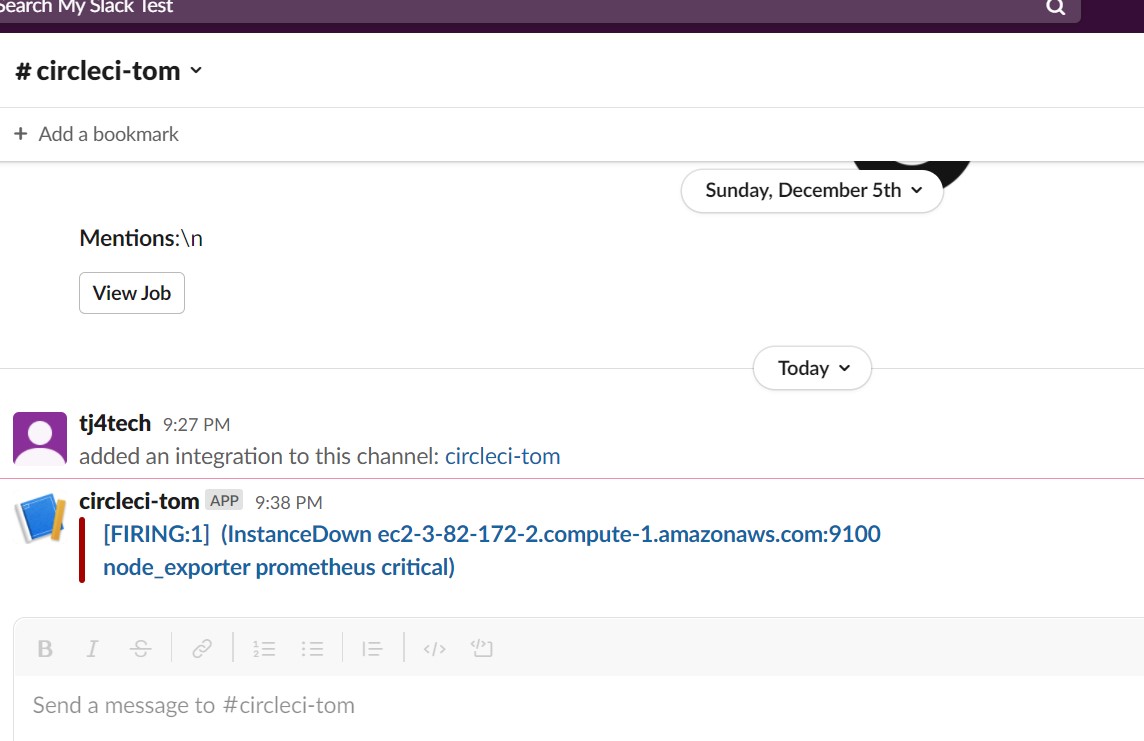 Search My Slack Test
# circleci-tom
+ Add a bookmark
Sunday, December 5th
Mentions:\n
View Job
Today
tj4tech 9:27 PM
added an integration to this channel: circleci-tom
circleci-tom APP 9:38 PM
[FIRING:1] (InstanceDown ec2-3-82-172-2.compute-1.amazonaws.com:9100
node_exporter prometheus critical)
Send a message to #circleci-tom